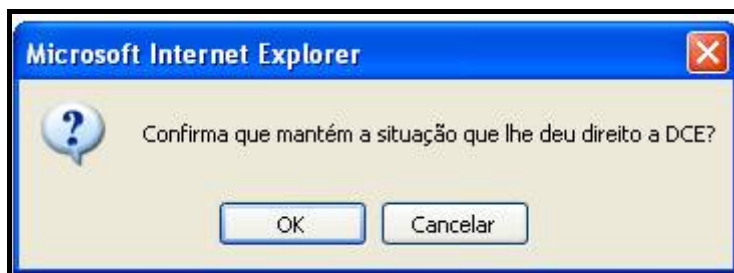 Microsoft Internet Explorer
Confirma que mantém a situação que lhe deu direito a DCE?
OK Cancelar